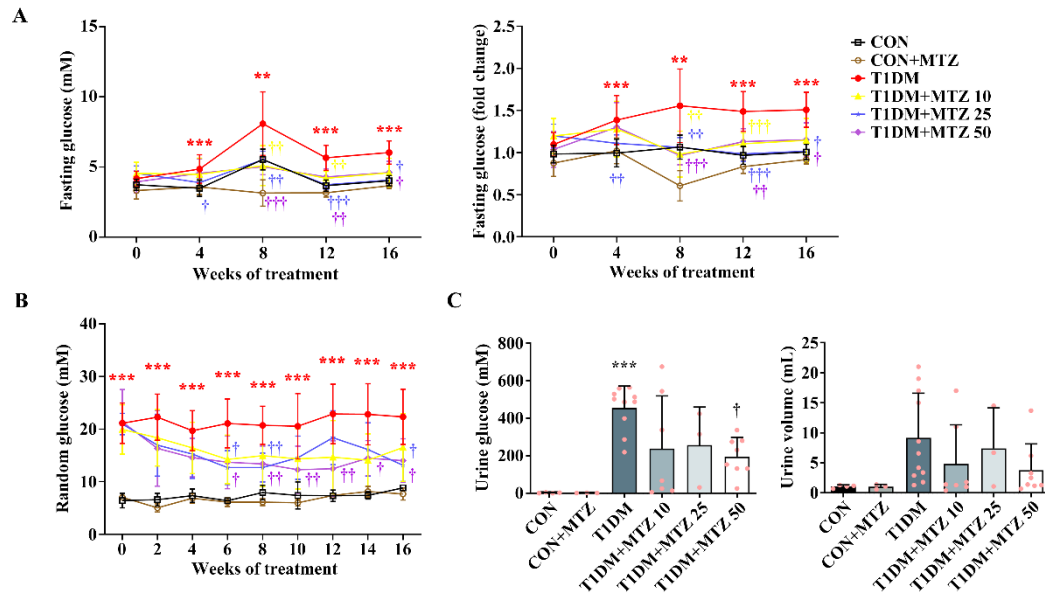 A
Fasting glucose (mM)
15
10
5
0
***
**
***
***
††
††
†††
†
†††
††
†
†
0 4 8 12 16
Weeks of treatment
Fasting glucose (fold change)
2.5
2.0
1.5
1.0
0.5
0.0
***
**
***
***
††
†††
††
†††
††
†††
††
†
†
0 4 8 12 16
Weeks of treatment
CON
CON+MTZ
T1DM
T1DM+MTZ 10
T1DM+MTZ 25
T1DM+MTZ 50
B
Random glucose (mM)
40
30
20
10
0
*** *** *** *** *** *** *** *** ***
† †† †
† †† †† †† † †
0 2 4 6 8 10 12 14 16
Weeks of treatment
C
Urine glucose (mM)
800
600
400
200
0
***
†
CON
CON+MTZ
T1DM
T1DM+MTZ 10
T1DM+MTZ 25
T1DM+MTZ 50
Urine volume (mL)
25
20
15
10
5
0
CON
CON+MTZ
T1DM
T1DM+MTZ 10
T1DM+MTZ 25
T1DM+MTZ 50